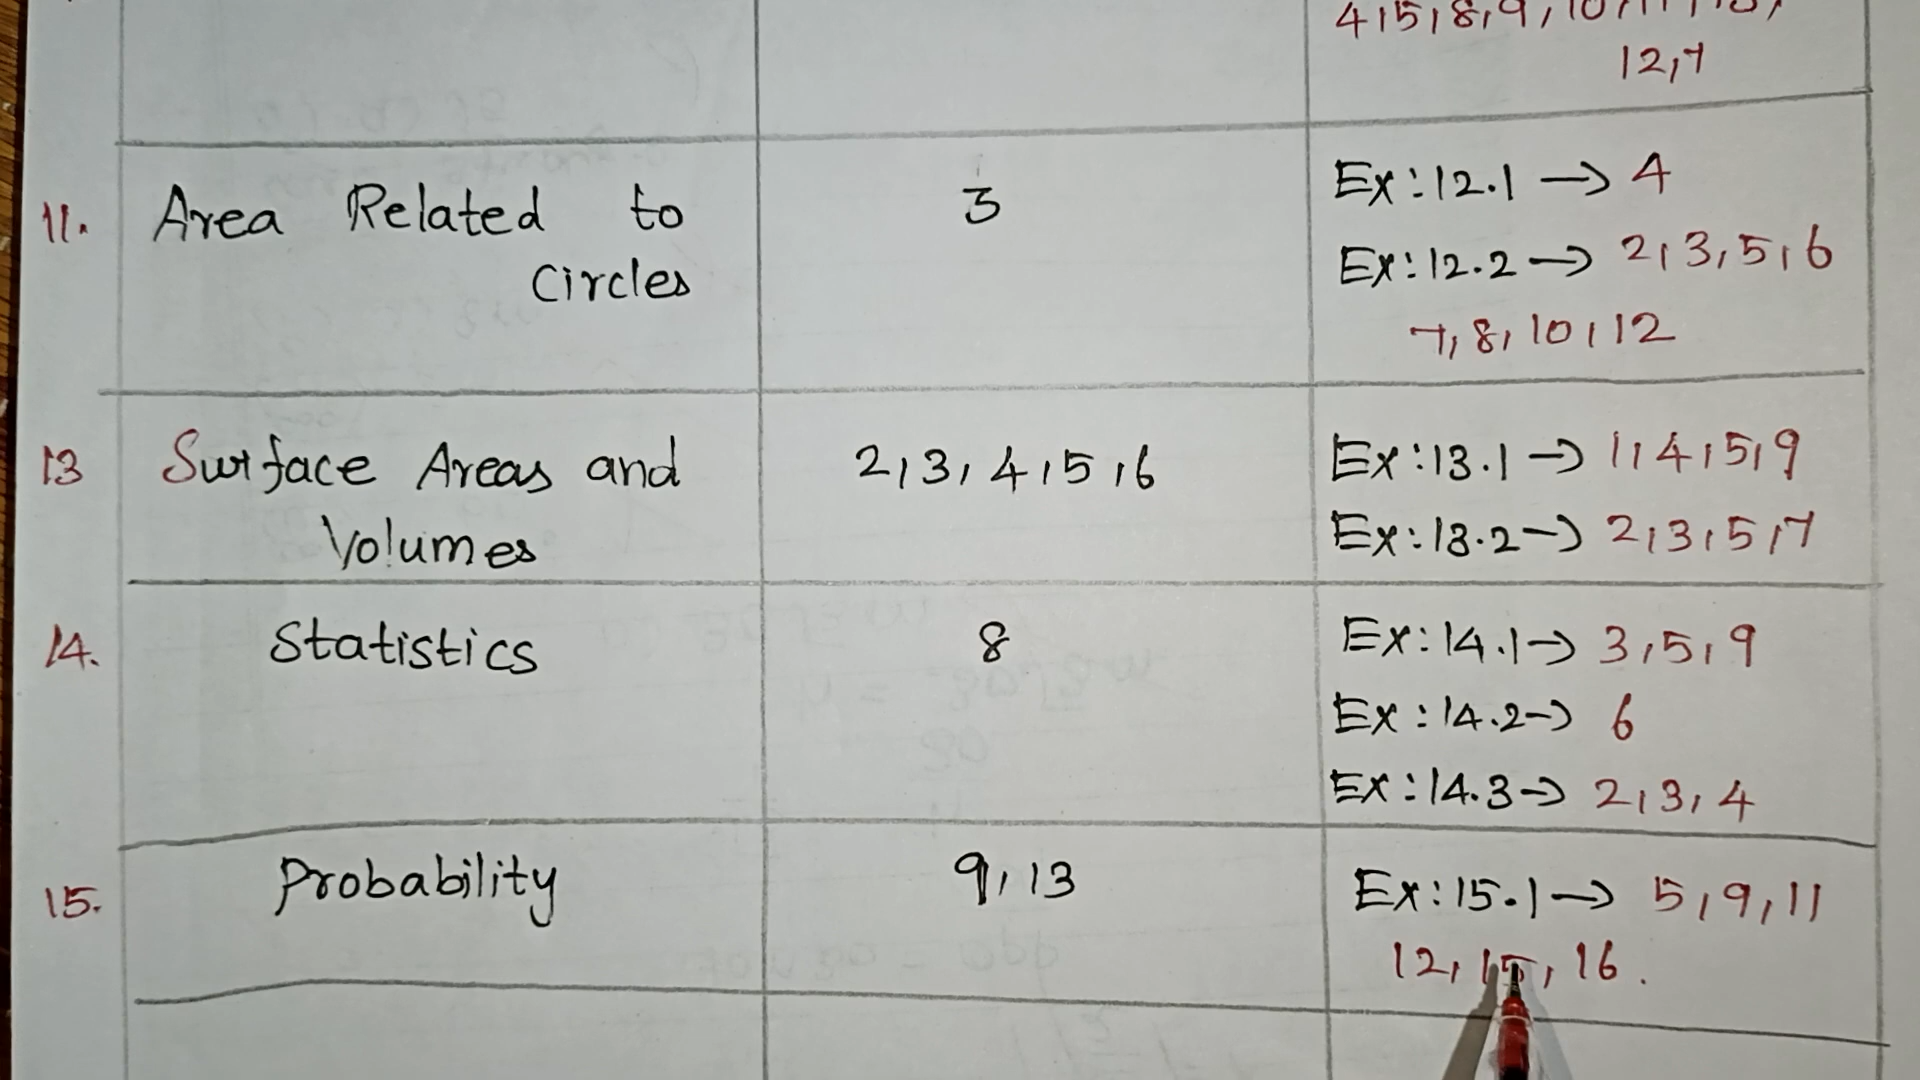 12,7
11. Area Related to
Circles
3
Ex:12.1 → 4
Ex:12.2 → 2,3,5,6
7,8,10,12
13 Surface Areas and
Volumes
2,3,4,5,6
Ex:13.1 → 1,4,5,9
Ex:13.2 → 2,3,5,7
14. Statistics
8
Ex:14.1 → 3,5,9
Ex:14.2 → 6
Ex:14.3 → 2,3,4
15. Probability
9,13
Ex:15.1 → 5,9,11
12,15,16.